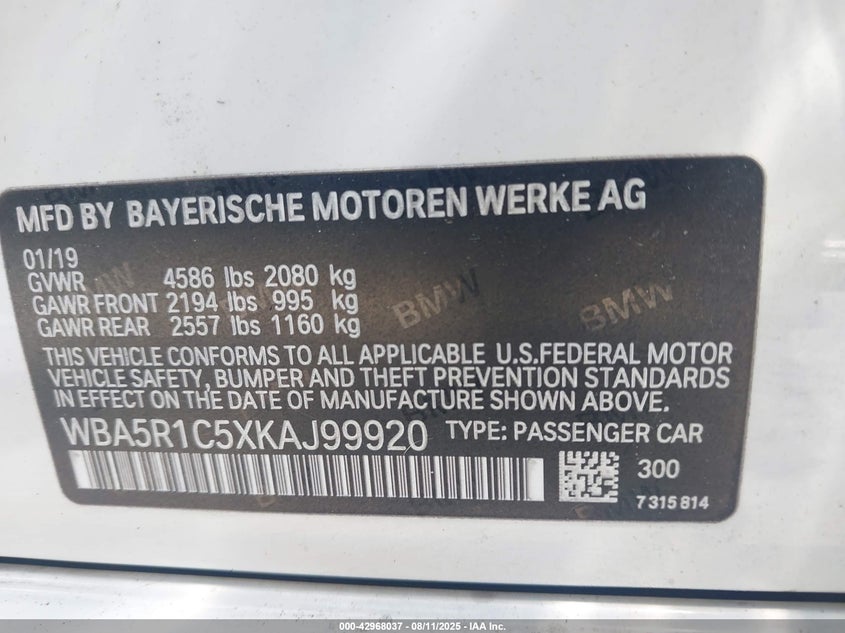 MFD BY BAYERISCHE MOTOREN WERKE AG
01/19
GVWR 4586 lbs 2080 kg
GAWR FRONT 2194 lbs 995 kg
GAWR REAR 2557 lbs 1160 kg
THIS VEHICLE CONFORMS TO ALL APPLICABLE U.S.FEDERAL MOTOR
VEHICLE SAFETY, BUMPER AND THEFT PREVENTION STANDARDS
IN EFFECT ON THE DATE OF MANUFACTURE SHOWN ABOVE.
WBA5R1C5XKAJ99920 TYPE: PASSENGER CAR
300
7315814
BMW
BMW
BMW
000-42968037 - 08/11/2025 - IAA Inc.